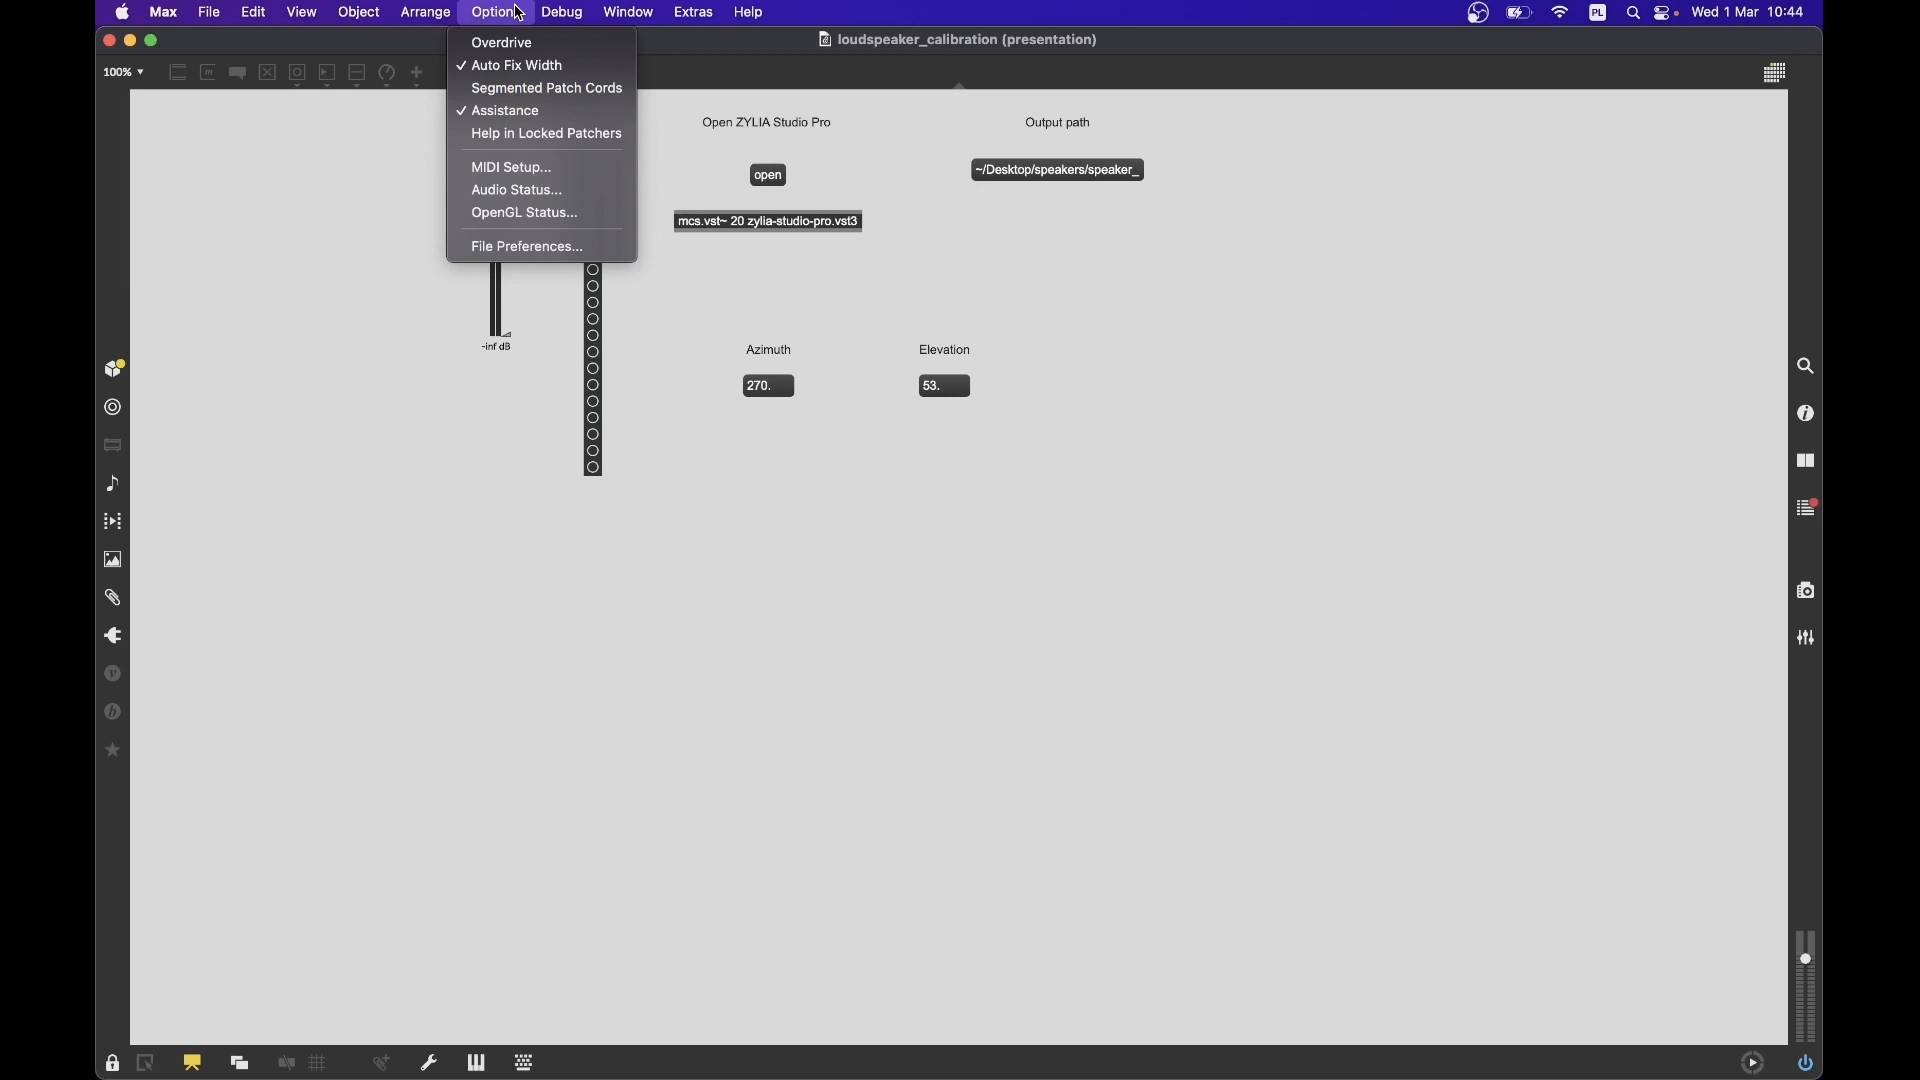 Max File Edit View Object Arrange Option Debug Window Extras Help PL Wed 1 Mar 10:44
loudspeaker_calibration (presentation)
100%
Overdrive
✓ Auto Fix Width
Segmented Patch Cords
✓ Assistance
Help in Locked Patchers
MIDI Setup...
Audio Status...
OpenGL Status...
File Preferences...
Open ZYLIA Studio Pro
Output path
open
~/Desktop/speakers/speaker_
mcs.vst~ 20 zylia-studio-pro.vst3
-inf dB
Azimuth
Elevation
270.
53.